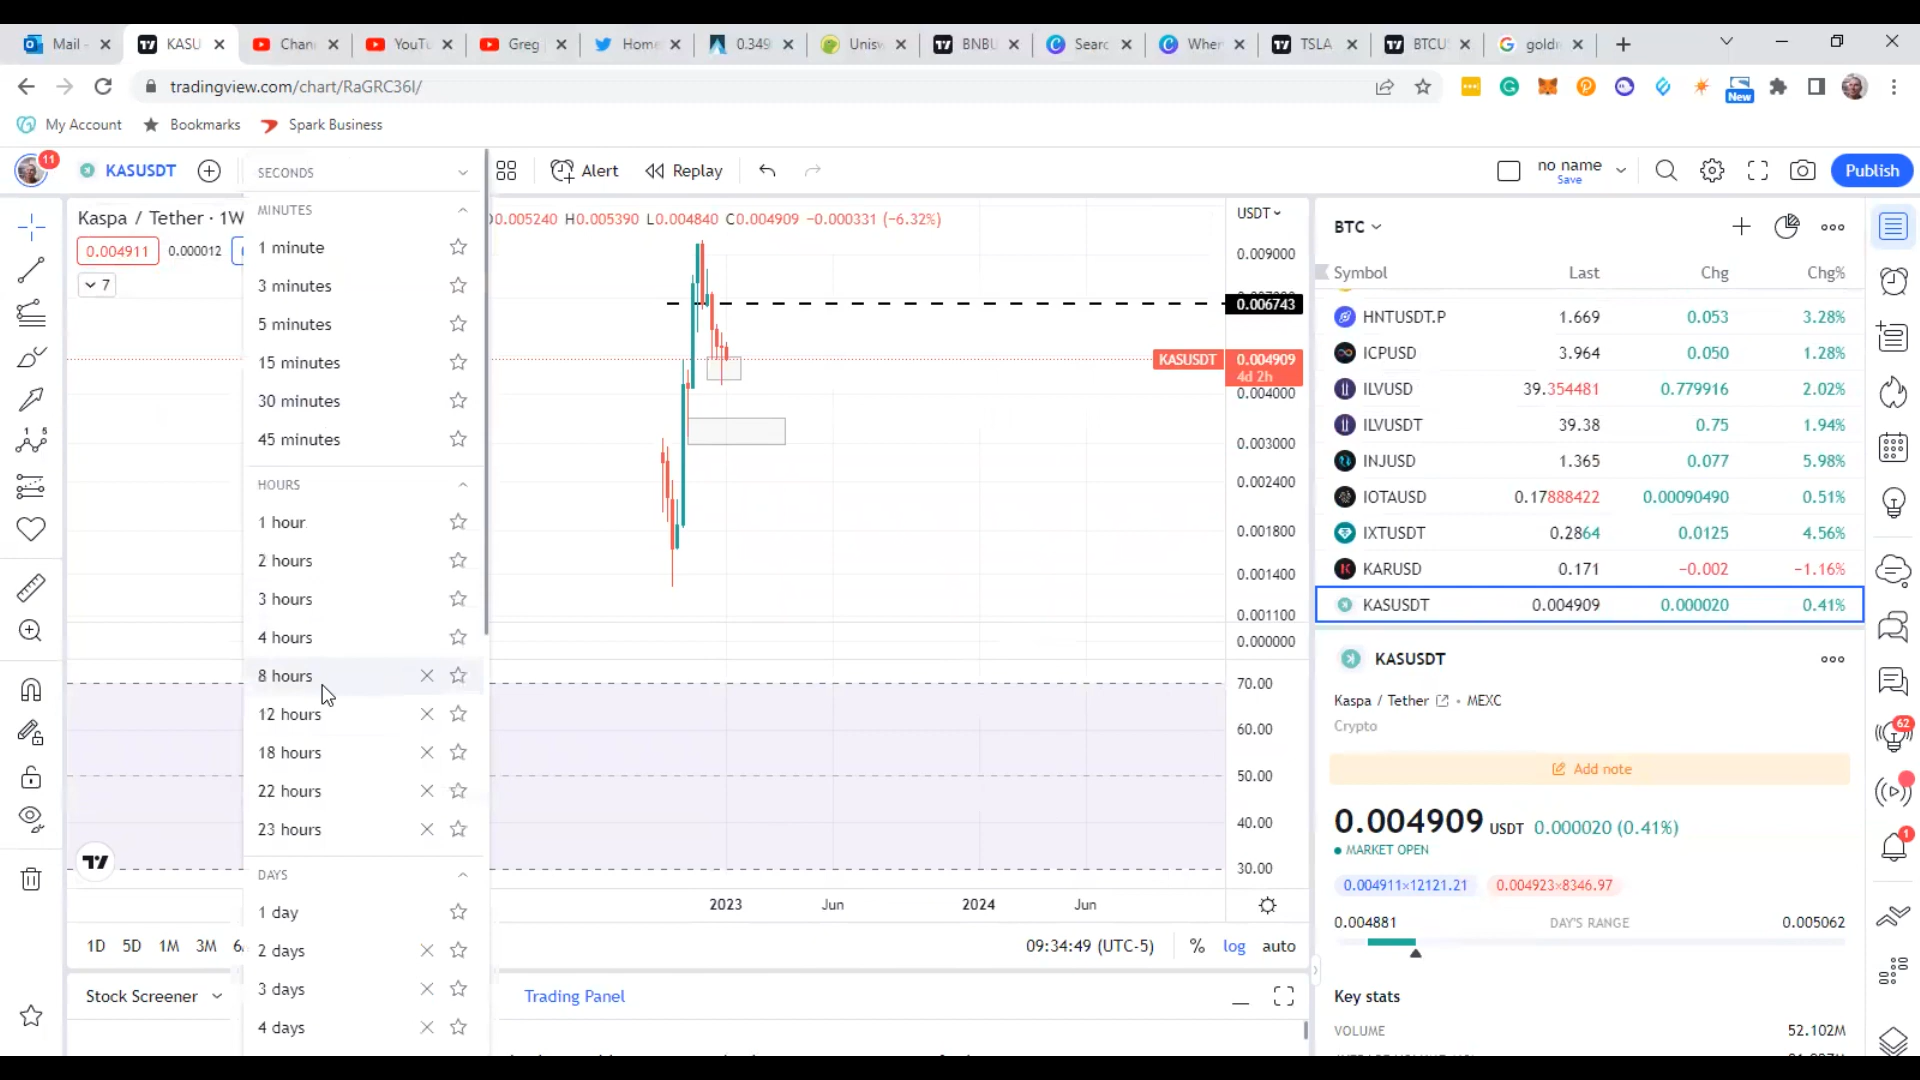 Mail
KASU
Chan
YouTu
Greg
Home
0.349
Unisw
BNBU
Searc
Wher
TSLA
BTCU
goldr
tradingview.com/chart/RaGRC36I/
New
My Account
Bookmarks
Spark Business
11
KASUSDT
SECONDS
Alert
Replay
no name
Save
Publish
Kaspa / Tether · 1W
O0.005240 H0.005390 L0.004840 C0.004909 −0.000331 (−6.32%)
0.004911
0.000012
7
MINUTES
1 minute
3 minutes
5 minutes
15 minutes
30 minutes
45 minutes
HOURS
1 hour
2 hours
3 hours
4 hours
8 hours
12 hours
18 hours
22 hours
23 hours
DAYS
1 day
2 days
3 days
4 days
USDT
0.009000
0.006743
KASUSDT
0.004909
4d 2h
0.004000
0.003000
0.002400
0.001800
0.001400
0.001100
0.000000
70.00
60.00
50.00
40.00
30.00
2023
Jun
2024
Jun
1D 5D 1M 3M
09:34:49 (UTC-5)
% log auto
Stock Screener
Trading Panel
BTC
Symbol Last Chg Chg%
HNTUSDT.P 1.669 0.053 3.28%
ICPUSD 3.964 0.050 1.28%
ILVUSD 39.354481 0.779916 2.02%
ILVUSDT 39.38 0.75 1.94%
INJUSD 1.365 0.077 5.98%
IOTAUSD 0.17888422 0.00090490 0.51%
IXTUSDT 0.2864 0.0125 4.56%
KARUSD 0.171 −0.002 −1.16%
KASUSDT 0.004909 0.000020 0.41%
KASUSDT
Kaspa / Tether • MEXC
Crypto
Add note
0.004909 USDT 0.000020 (0.41%)
MARKET OPEN
0.004911×12121.21
0.004923×8346.97
0.004881 DAY'S RANGE 0.005062
Key stats
VOLUME 52.102M
62
1